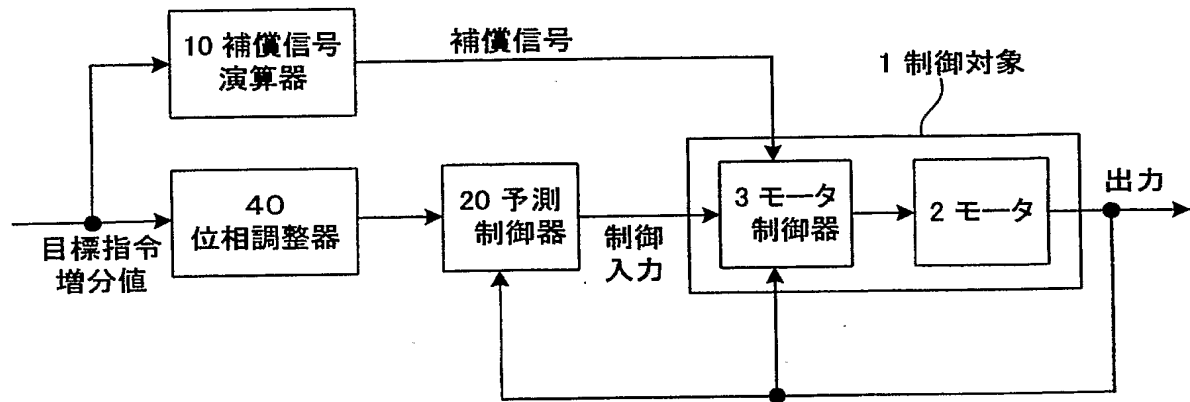 10 補償信号
演算器
補償信号
1 制御対象
40
位相調整器
20 予測
制御器
3 モータ
制御器
2 モータ
出力
目標指令
増分値
制御
入力